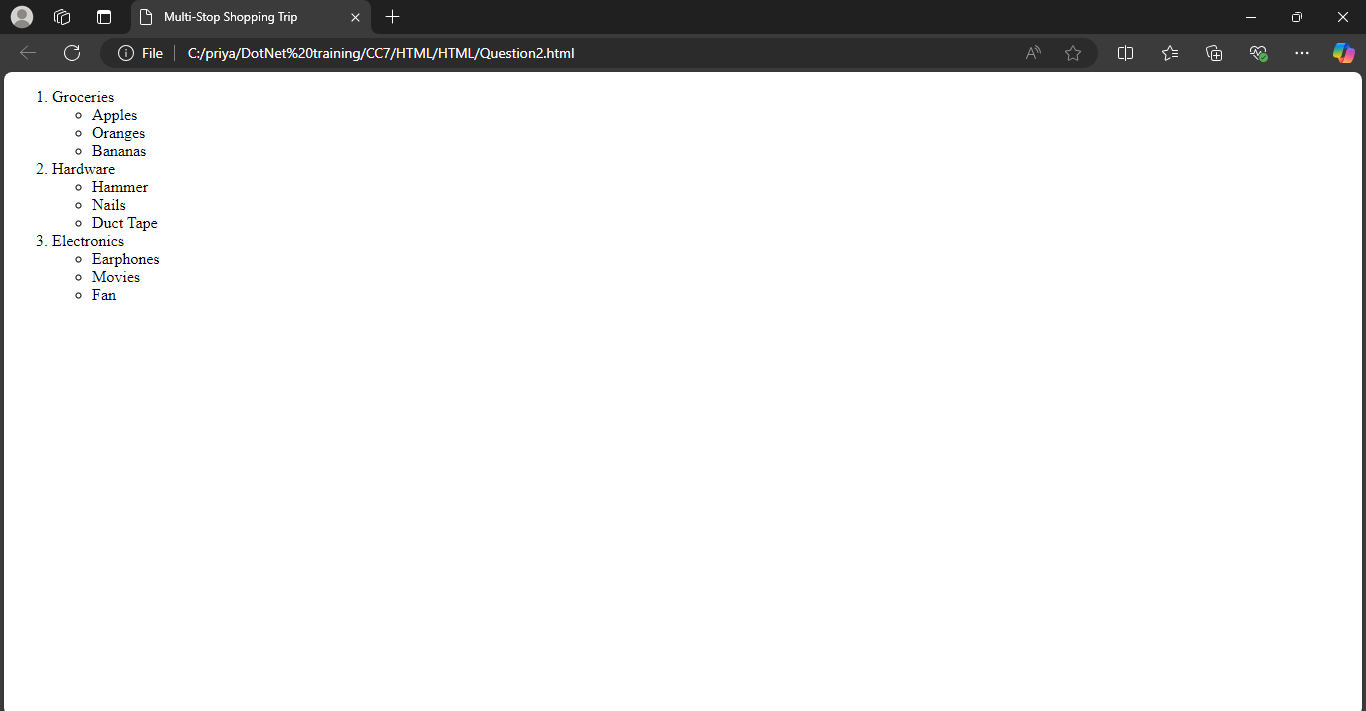 Multi-Stop Shopping Trip
File C:/priya/DotNet%20training/CC7/HTML/HTML/Question2.html
1. Groceries
Apples
Oranges
Bananas
2. Hardware
Hammer
Nails
Duct Tape
3. Electronics
Earphones
Movies
Fan